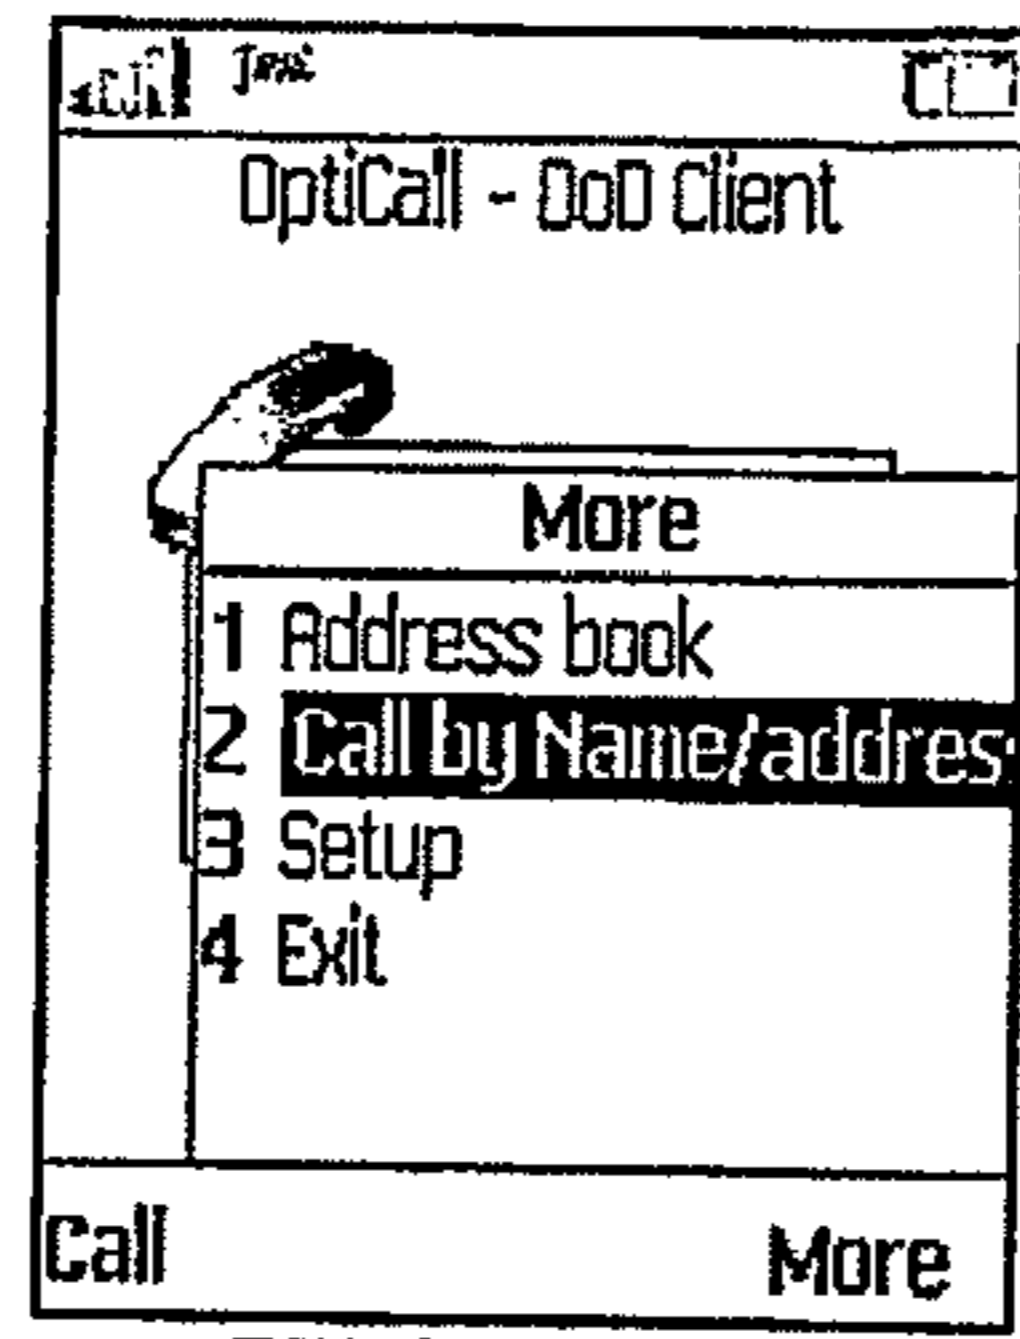 OptiCall - DoD Client
More
1 Address book
2 Call by Name/addres
3 Setup
4 Exit
Call More